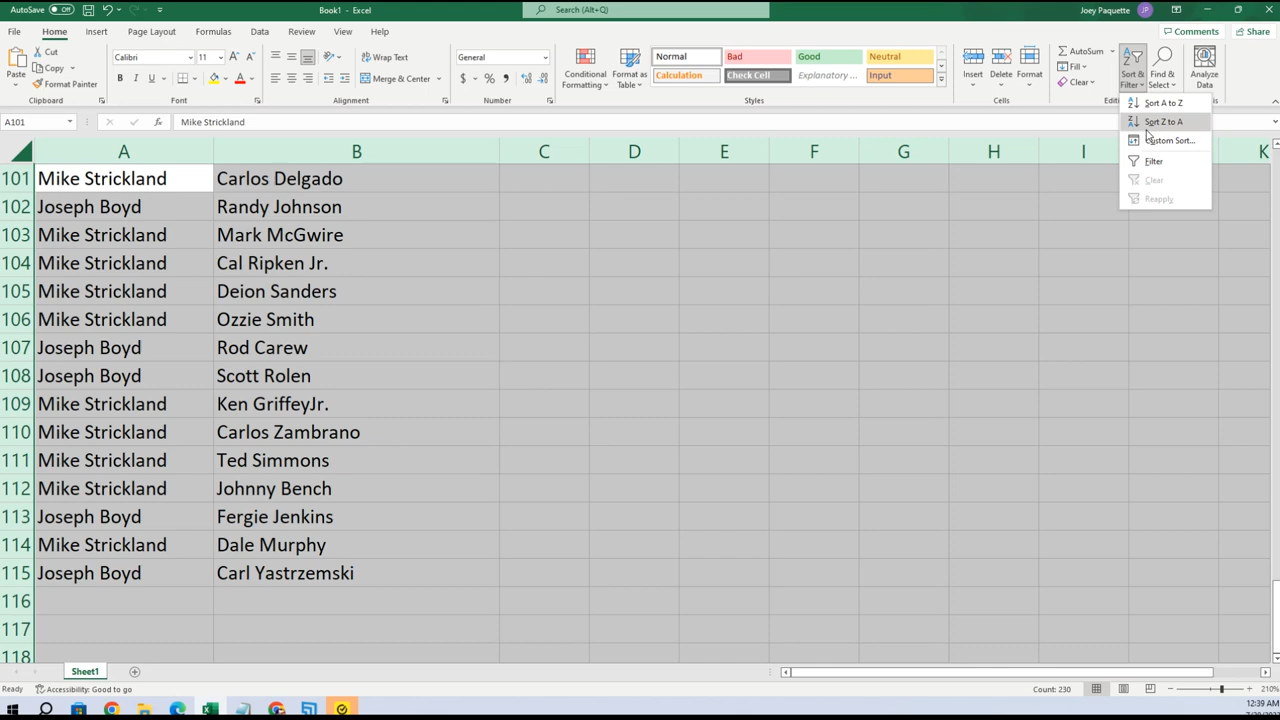 AutoSave Off Book1 - Excel Search (Alt+Q) Joey Paquette JP
File Home Insert Page Layout Formulas Data Review View Help Comments Share
Paste Cut Copy Format Painter Clipboard
Calibri 11 A A B I U A Font
ab Wrap Text Merge & Center Alignment
General $ % , Number
Conditional Formatting Format as Table
Normal Bad Good Neutral
Calculation Check Cell Explanatory ... Input
Styles
Insert Delete Format Cells
AutoSum Fill Clear
Sort & Filter Find & Select Analyze Data
Analysis
Sort A to Z
Sort Z to A
Custom Sort...
Filter
Clear
Reapply
A101 fx Mike Strickland
A B C D E F G H I K
101 Mike Strickland Carlos Delgado
102 Joseph Boyd Randy Johnson
103 Mike Strickland Mark McGwire
104 Mike Strickland Cal Ripken Jr.
105 Mike Strickland Deion Sanders
106 Mike Strickland Ozzie Smith
107 Joseph Boyd Rod Carew
108 Joseph Boyd Scott Rolen
109 Mike Strickland Ken GriffeyJr.
110 Mike Strickland Carlos Zambrano
111 Mike Strickland Ted Simmons
112 Mike Strickland Johnny Bench
113 Joseph Boyd Fergie Jenkins
114 Mike Strickland Dale Murphy
115 Joseph Boyd Carl Yastrzemski
116
117
118
Sheet1
Ready Accessibility: Good to go Count: 230 210%
12:39 AM